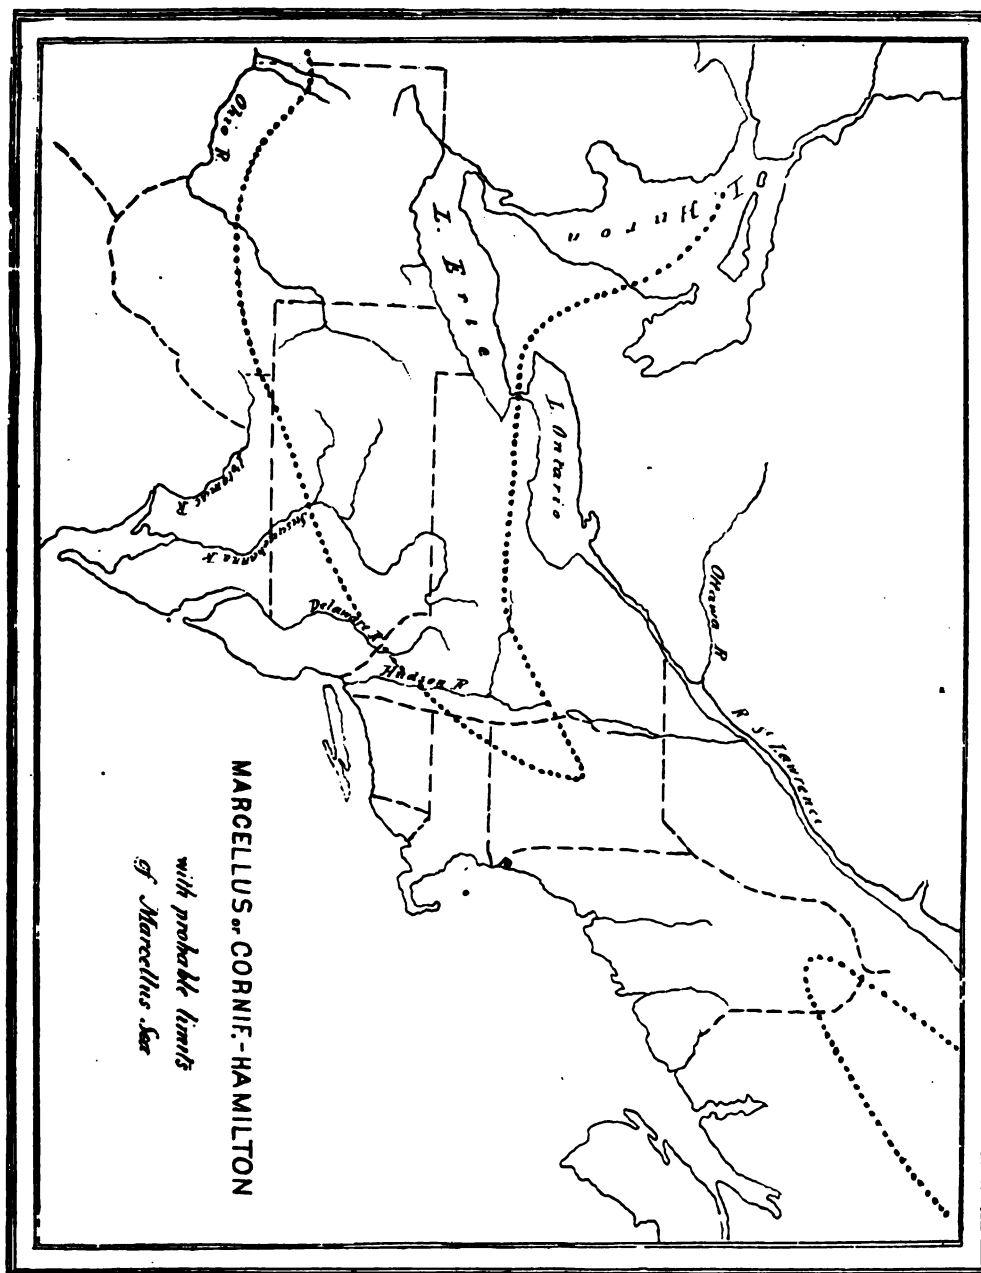 L. Huron
L. Erie
L. Ontario
Ottawa R
R St Lawrence
Ohio R.
Potomac R
Susquehanna R
Delaware R
Hudson R
MARCELLUS or CORNIF.-HAMILTON
with probable limits
of Marcellus Sea